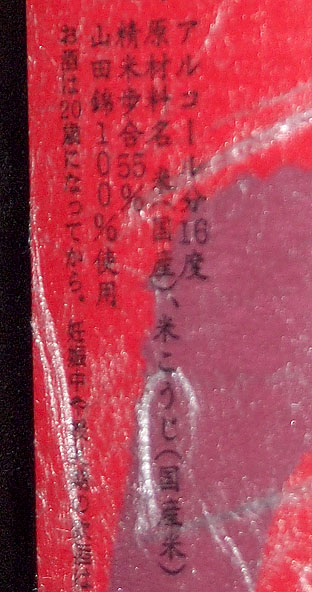 アルコール分16度
原材料名 米(国産)、米こうじ(国産米)
精米歩合55%
山田錦100%使用
お酒は20歳になってから。妊娠中や